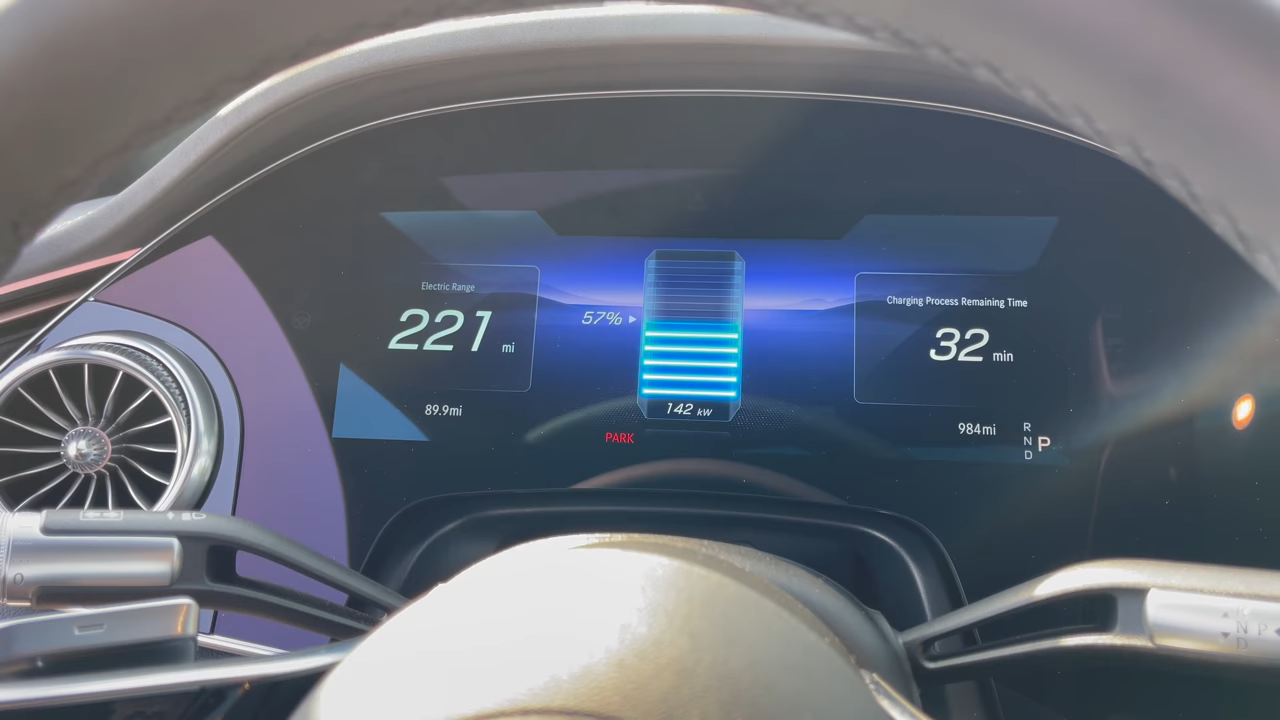 Electric Range
221 mi
57%
Charging Process Remaining Time
32 min
89.9mi
142 kW
984mi
PARK
R
N
D
P
O
N
P
D